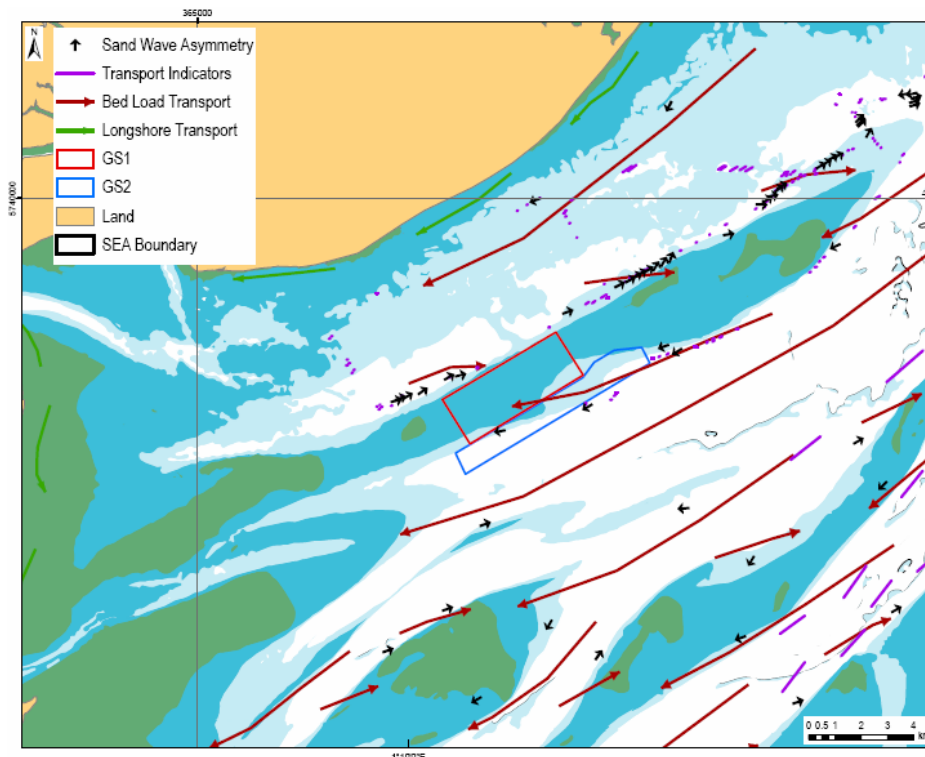 365000
N
Sand Wave Asymmetry
Transport Indicators
Bed Load Transport
Longshore Transport
GS1
GS2
Land
SEA Boundary
0 0.5 1 2 3 4